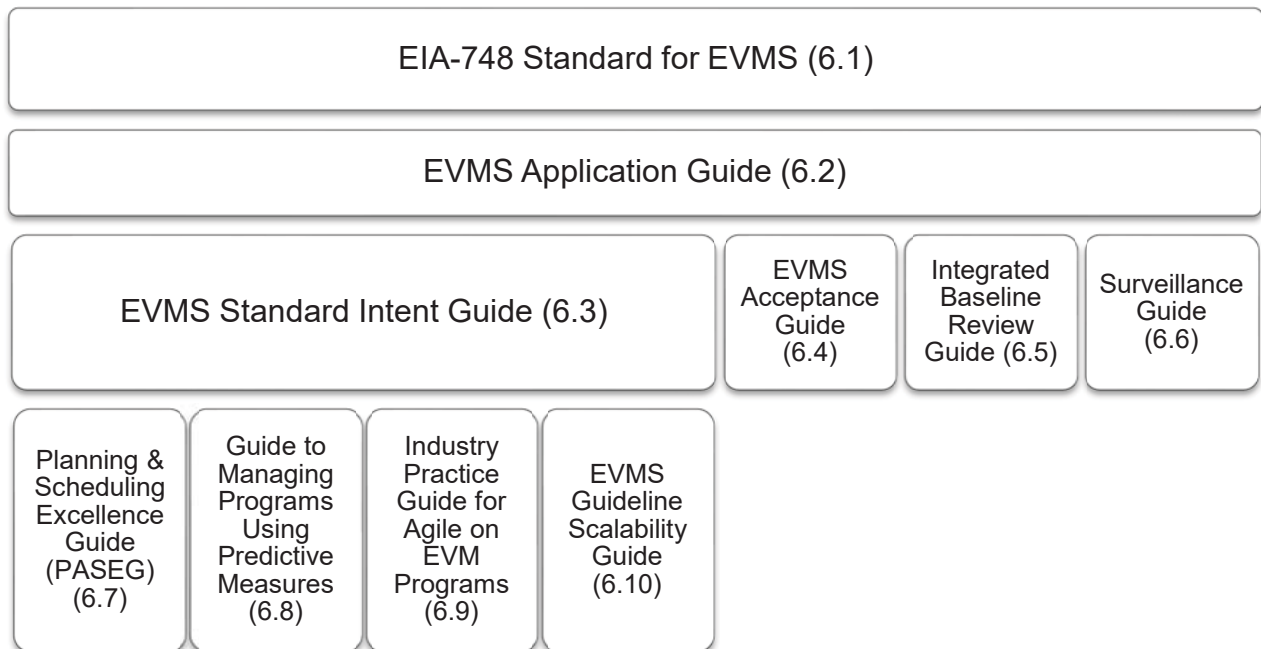 EIA-748 Standard for EVMS (6.1)
EVMS Application Guide (6.2)
EVMS Standard Intent Guide (6.3)
EVMS
Acceptance
Guide
(6.4)
Integrated
Baseline
Review
Guide (6.5)
Surveillance
Guide
(6.6)
Planning &
Scheduling
Excellence
Guide
(PASEG)
(6.7)
Guide to
Managing
Programs
Using
Predictive
Measures
(6.8)
Industry
Practice
Guide for
Agile on
EVM
Programs
(6.9)
EVMS
Guideline
Scalability
Guide
(6.10)